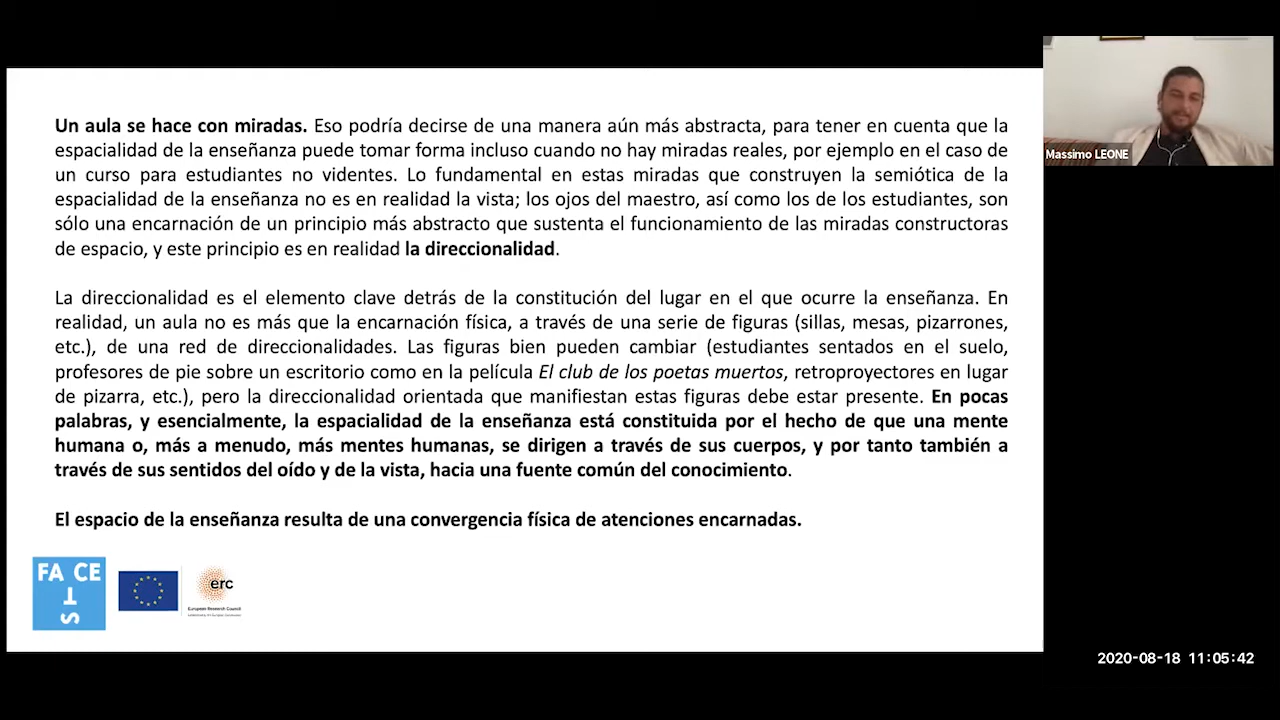 Un aula se hace con miradas. Eso podría decirse de una manera aún más abstracta, para tener en cuenta que la
espacialidad de la enseñanza puede tomar forma incluso cuando no hay miradas reales, por ejemplo en el caso de
un curso para estudiantes no videntes. Lo fundamental en estas miradas que construyen la semiótica de la
espacialidad de la enseñanza no es en realidad la vista; los ojos del maestro, así como los de los estudiantes, son
sólo una encarnación de un principio más abstracto que sustenta el funcionamiento de las miradas constructoras
de espacio, y este principio es en realidad la direccionalidad.
La direccionalidad es el elemento clave detrás de la constitución del lugar en el que ocurre la enseñanza. En
realidad, un aula no es más que la encarnación física, a través de una serie de figuras (sillas, mesas, pizarrones,
etc.), de una red de direccionalidades. Las figuras bien pueden cambiar (estudiantes sentados en el suelo,
profesores de pie sobre un escritorio como en la película El club de los poetas muertos, retroproyectores en lugar
de pizarra, etc.), pero la direccionalidad orientada que manifiestan estas figuras debe estar presente. En pocas
palabras, y esencialmente, la espacialidad de la enseñanza está constituida por el hecho de que una mente
humana o, más a menudo, más mentes humanas, se dirigen a través de sus cuerpos, y por tanto también a
través de sus sentidos del oído y de la vista, hacia una fuente común del conocimiento.
El espacio de la enseñanza resulta de una convergencia física de atenciones encarnadas.
FA CE
T
S
erc
European Research Council
Massimo LEONE
2020-08-18 11:05:42